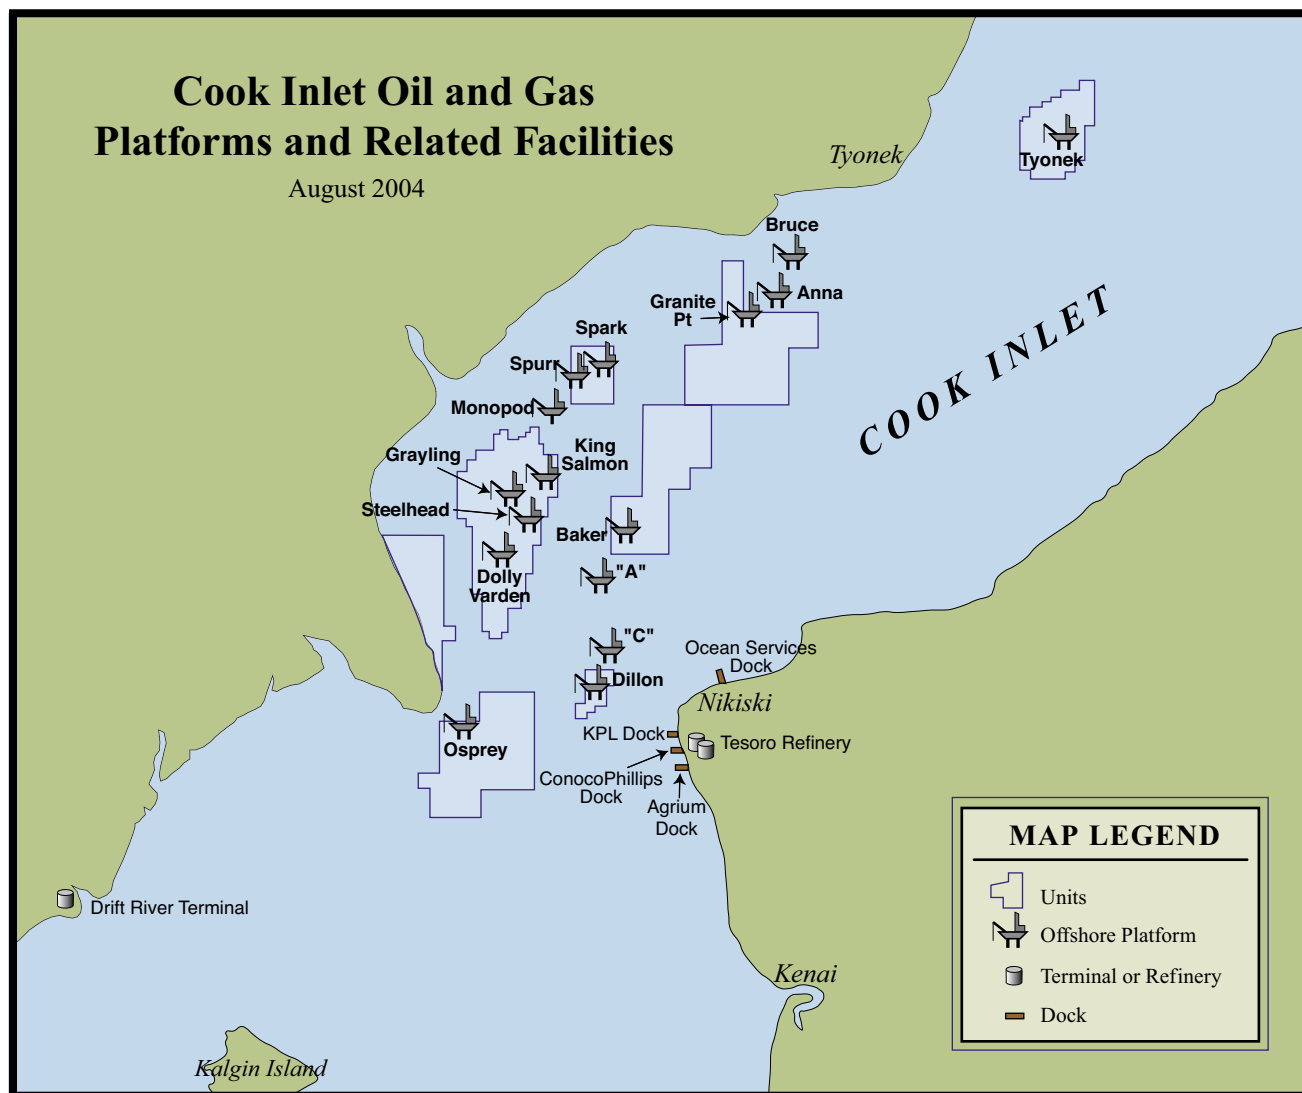 Cook Inlet Oil and Gas
Platforms and Related Facilities
August 2004
Tyonek
Tyonek
Bruce
Anna
Granite
Pt
Spark
Spurr
Monopod
COOK INLET
King
Salmon
Grayling
Steelhead
Baker
"A"
Dolly
Varden
"C"
Ocean Services
Dock
Dillon
Nikiski
KPL Dock
Tesoro Refinery
Osprey
ConocoPhillips
Dock
Agrium
Dock
Drift River Terminal
Kenai
Kalgin Island
MAP LEGEND
Units
Offshore Platform
Terminal or Refinery
Dock